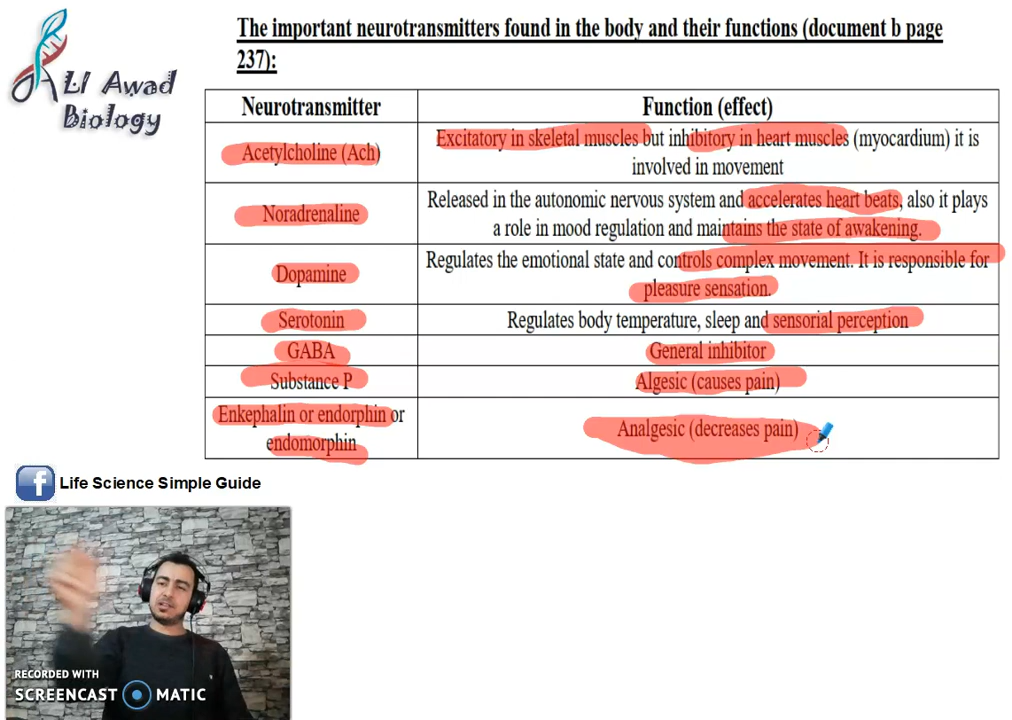 The important neurotransmitters found in the body and their functions (document b page
237):
ALI Awad
Biology
Neurotransmitter
Function (effect)
Acetylcholine (Ach)
Excitatory in skeletal muscles but inhibitory in heart muscles (myocardium) it is
involved in movement
Noradrenaline
Released in the autonomic nervous system and accelerates heart beats, also it plays
a role in mood regulation and maintains the state of awakening.
Dopamine
Regulates the emotional state and controls complex movement. It is responsible for
pleasure sensation.
Serotonin
Regulates body temperature, sleep and sensorial perception
GABA
General inhibitor
Substance P
Algesic (causes pain)
Enkephalin or endorphin or
endomorphin
Analgesic (decreases pain)
f Life Science Simple Guide
RECORDED WITH
SCREENCAST MATIC